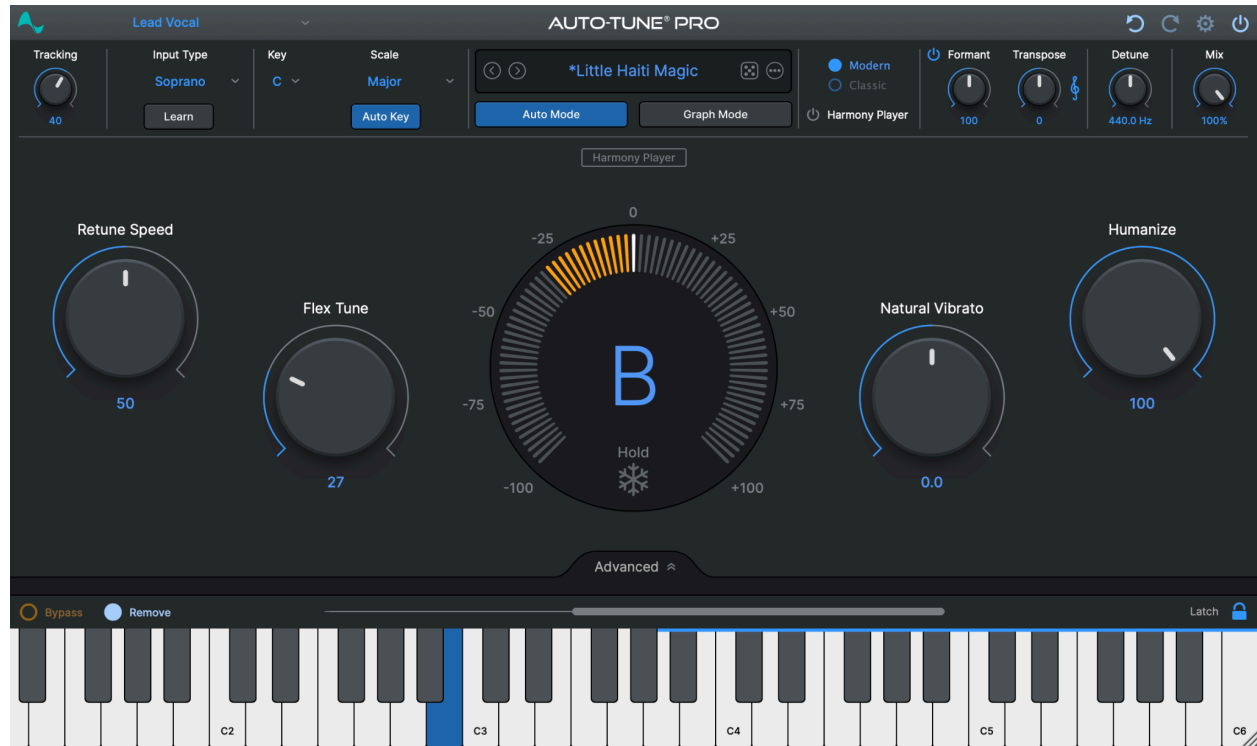 Lead Vocal
AUTO-TUNE® PRO
Tracking
40
Input Type
Soprano
Learn
Key
C
Scale
Major
Auto Key
*Little Haiti Magic
Auto Mode
Graph Mode
Modern
Classic
Harmony Player
Formant
100
Transpose
0
Detune
440.0 Hz
Mix
100%
Harmony Player
Retune Speed
50
Flex Tune
27
0
-25
+25
-50
+50
-75
+75
-100
+100
B
Hold
Natural Vibrato
0.0
Humanize
100
Advanced
Bypass
Remove
Latch
C2
C3
C4
C5
C6